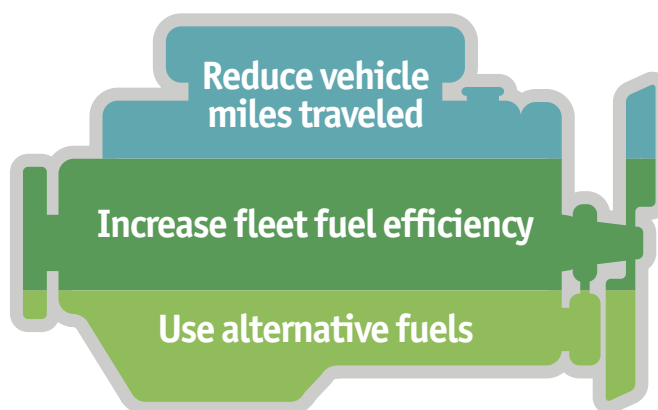 Reduce vehicle
miles traveled
Increase fleet fuel efficiency
Use alternative fuels